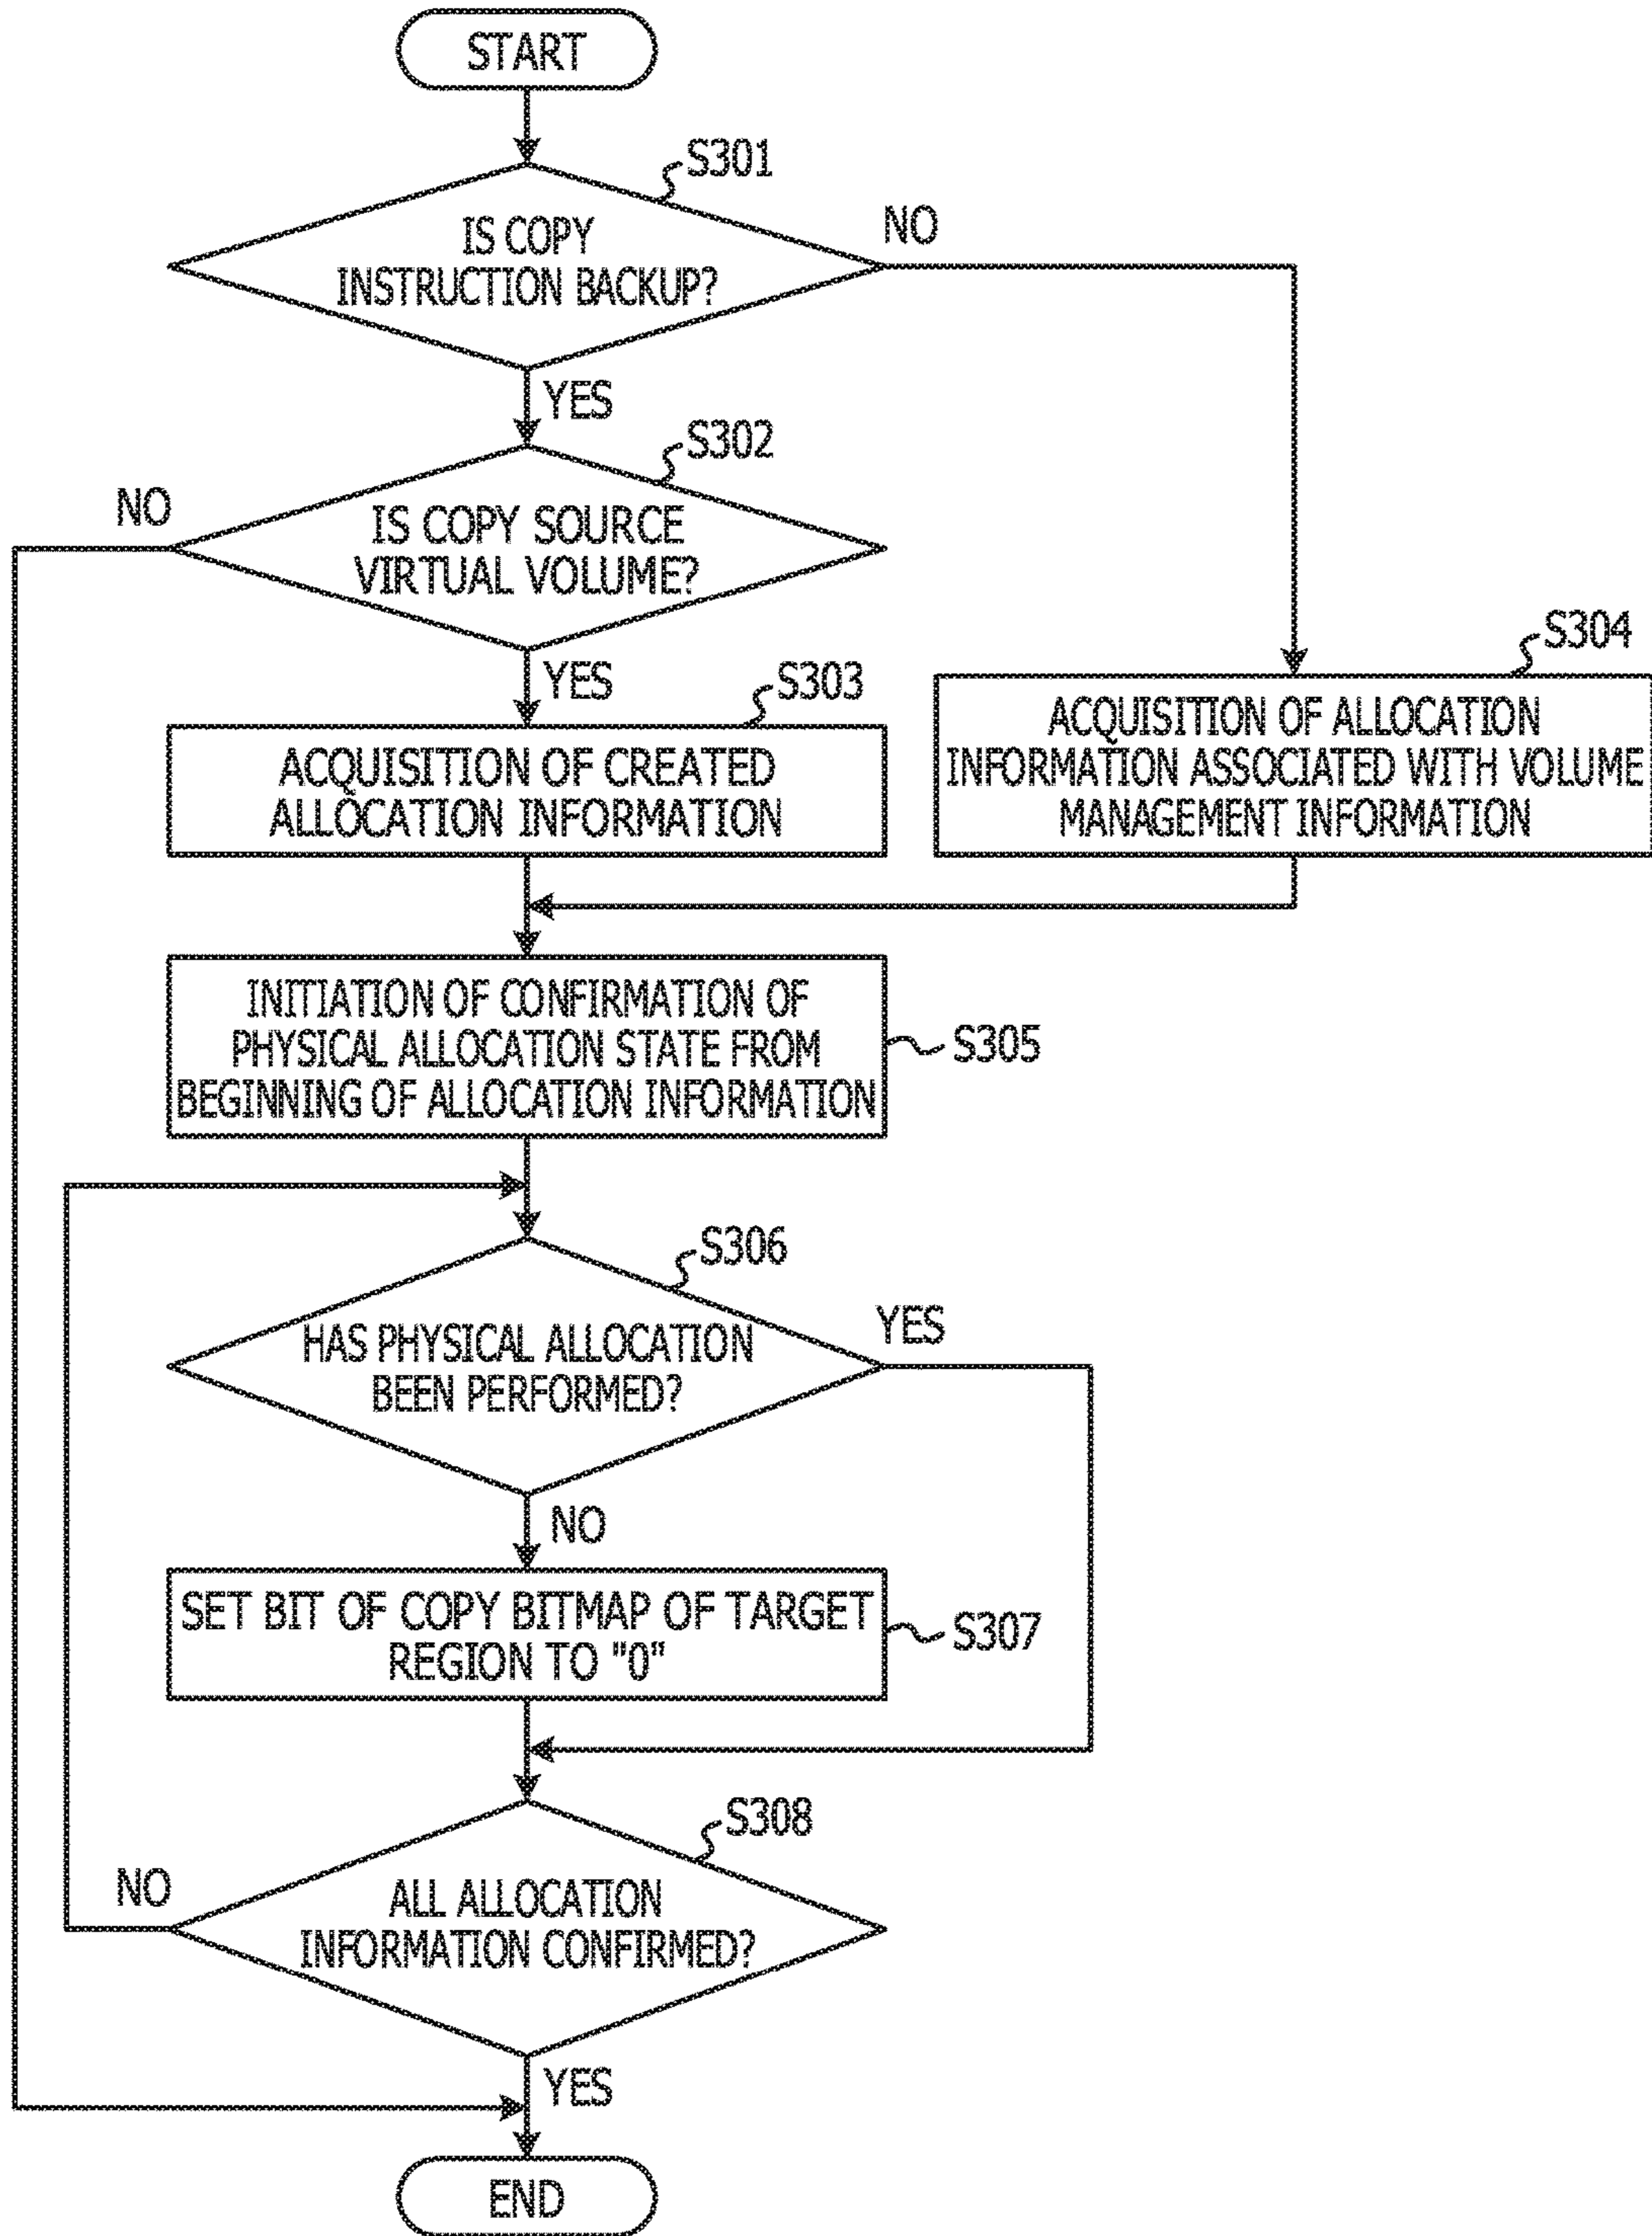 START
S301
IS COPY
INSTRUCTION BACKUP?
NO
YES
S302
NO
IS COPY SOURCE
VIRTUAL VOLUME?
YES
S303
ACQUISITION OF CREATED
ALLOCATION INFORMATION
S304
ACQUISITION OF ALLOCATION
INFORMATION ASSOCIATED WITH VOLUME
MANAGEMENT INFORMATION
INITIATION OF CONFIRMATION OF
PHYSICAL ALLOCATION STATE FROM
BEGINNING OF ALLOCATION INFORMATION
S305
S306
HAS PHYSICAL ALLOCATION
BEEN PERFORMED?
YES
NO
SET BIT OF COPY BITMAP OF TARGET
REGION TO "0"
S307
S308
NO
ALL ALLOCATION
INFORMATION CONFIRMED?
YES
END